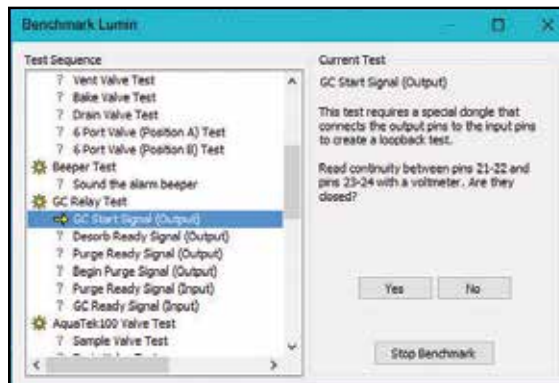 Benchmark Lumin
Test Sequence
? Vent Valve Test
? Bake Valve Test
? Drain Valve Test
? 6 Port Valve (Position A) Test
? 6 Port Valve (Position B) Test
Beeper Test
? Sound the alarm beeper
GC Relay Test
GC Start Signal (Output)
? Desorb Ready Signal (Output)
? Purge Ready Signal (Output)
? Begin Purge Signal (Output)
? Purge Ready Signal (Input)
? GC Ready Signal (Input)
AquaTek100 Valve Test
? Sample Valve Test
Current Test
GC Start Signal (Output)
This test requires a special dongle that
connects the output pins to the input pins
to create a loopback test.
Read continuity between pins 21-22 and
pins 23-24 with a voltmeter. Are they
closed?
Yes
No
Stop Benchmark